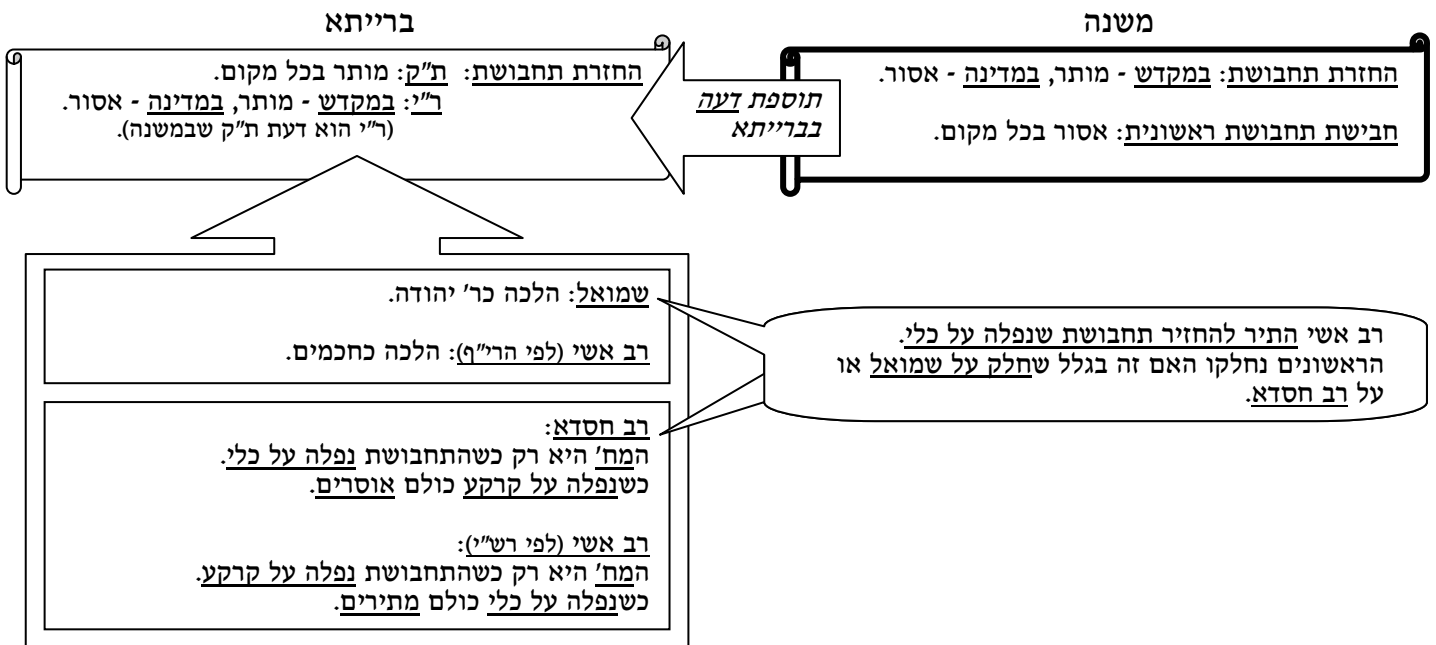 משנה
החזרת תחבושת: במקדש - מותר, במדינה - אסור.
חבישת תחבושת ראשונית: אסור בכל מקום.
תוספת דעה
בברייתא
ברייתא
החזרת תחבושת: ת"ק: מותר בכל מקום.
ר"י: במקדש - מותר, במדינה - אסור.
(ר"י הוא דעת ת"ק שבמשנה).
שמואל: הלכה כר' יהודה.
רב אשי (לפי הרי"ף): הלכה כחכמים.
רב חסדא:
המח' היא רק כשהתחבושת נפלה על כלי.
כשנפלה על קרקע כולם אוסרים.
רב אשי (לפי רש"י):
המח' היא רק כשהתחבושת נפלה על קרקע.
כשנפלה על כלי כולם מתירים.
רב אשי התיר להחזיר תחבושת שנפלה על כלי.
הראשונים נחלקו האם זה בגלל שחלק על שמואל או
על רב חסדא.